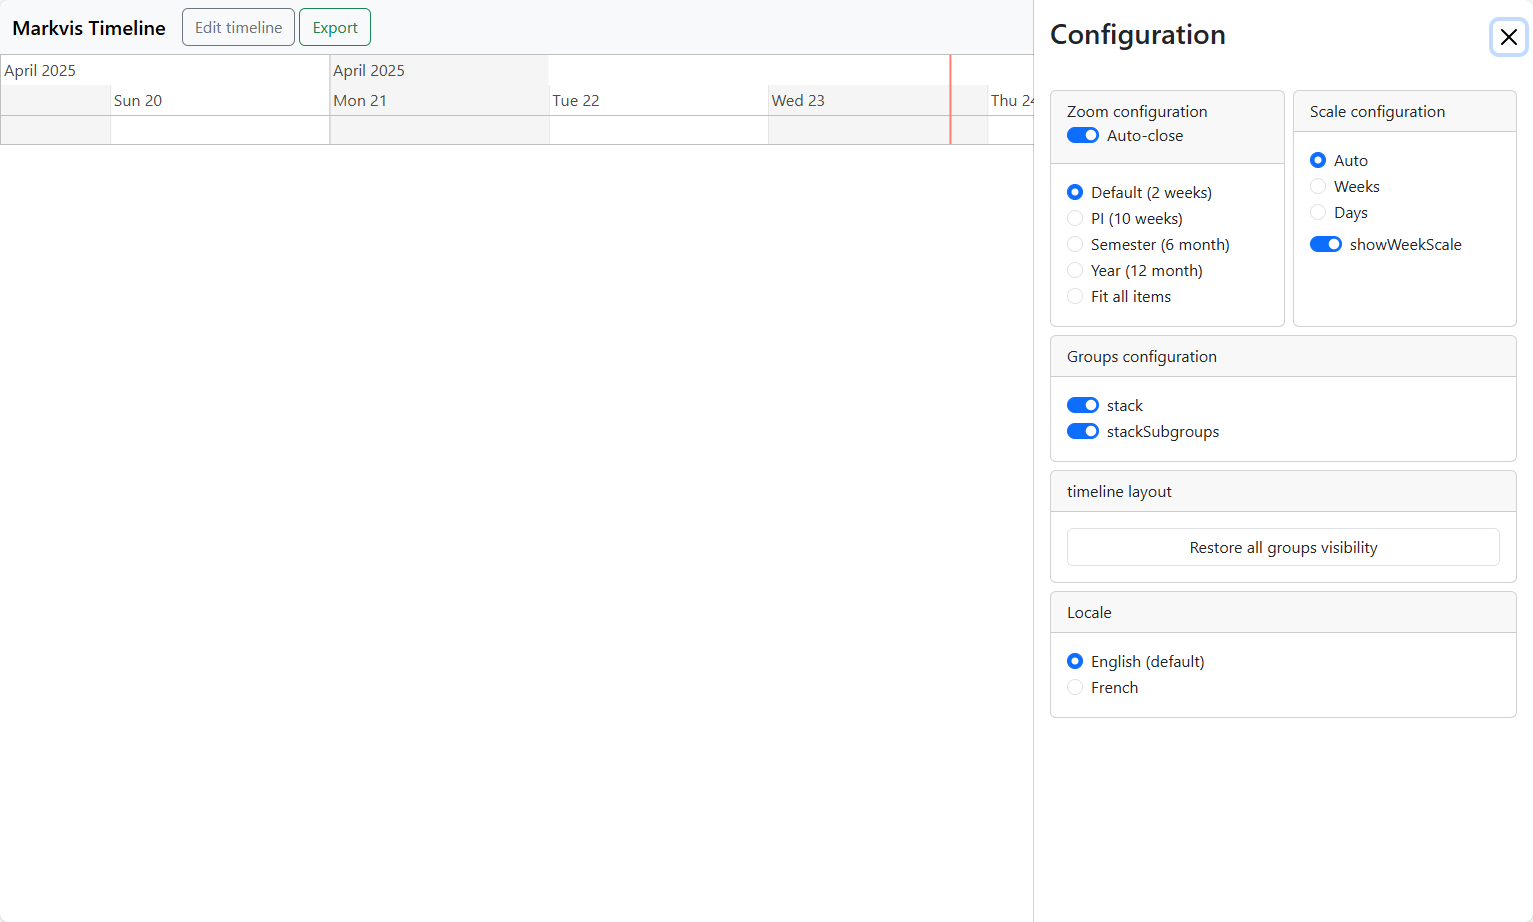 Markvis Timeline
Edit timeline
Export
April 2025
April 2025
Sun 20
Mon 21
Tue 22
Wed 23
Thu 24
Configuration
Zoom configuration
Auto-close
Default (2 weeks)
PI (10 weeks)
Semester (6 month)
Year (12 month)
Fit all items
Scale configuration
Auto
Weeks
Days
showWeekScale
Groups configuration
stack
stackSubgroups
timeline layout
Restore all groups visibility
Locale
English (default)
French